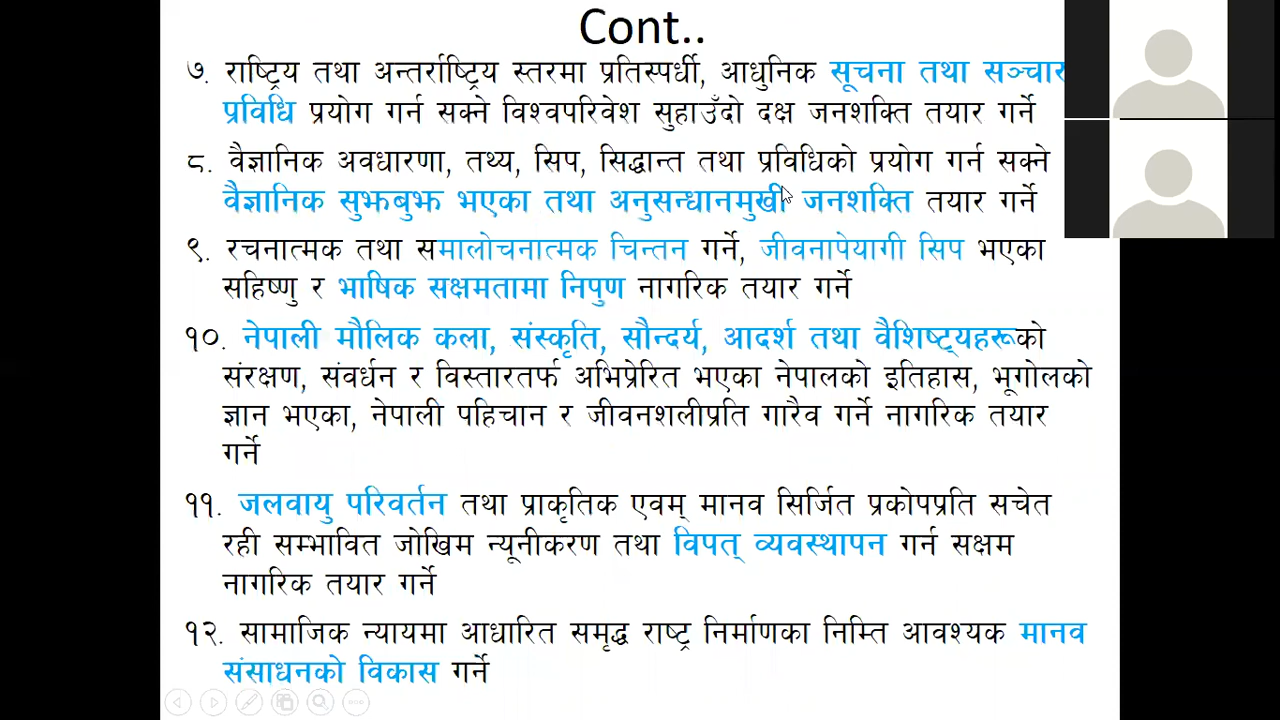 Cont..
७. राष्ट्रिय तथा अन्तर्राष्ट्रिय स्तरमा प्रतिस्पर्धी, आधुनिक सूचना तथा सञ्चार
प्रविधि प्रयोग गर्न सक्ने विश्वपरिवेश सुहाउँदो दक्ष जनशक्ति तयार गर्ने
८. वैज्ञानिक अवधारणा, तथ्य, सिप, सिद्धान्त तथा प्रविधिको प्रयोग गर्न सक्ने
वैज्ञानिक सुझबुझ भएका तथा अनुसन्धानमुखी जनशक्ति तयार गर्ने
९. रचनात्मक तथा समालोचनात्मक चिन्तन गर्ने, जीवनापेयागी सिप भएका
सहिष्णु र भाषिक सक्षमतामा निपुण नागरिक तयार गर्ने
१०. नेपाली मौलिक कला, संस्कृति, सौन्दर्य, आदर्श तथा वैशिष्ट्यहरूको
संरक्षण, संवर्धन र विस्तारतर्फ अभिप्रेरित भएका नेपालको इतिहास, भूगोलको
ज्ञान भएका, नेपाली पहिचान र जीवनशलीप्रति गारैव गर्ने नागरिक तयार
गर्ने
११. जलवायु परिवर्तन तथा प्राकृतिक एवम् मानव सिर्जित प्रकोपप्रति सचेत
रही सम्भावित जोखिम न्यूनीकरण तथा विपत् व्यवस्थापन गर्न सक्षम
नागरिक तयार गर्ने
१२. सामाजिक न्यायमा आधारित समृद्ध राष्ट्र निर्माणका निम्ति आवश्यक मानव
संसाधनको विकास गर्ने